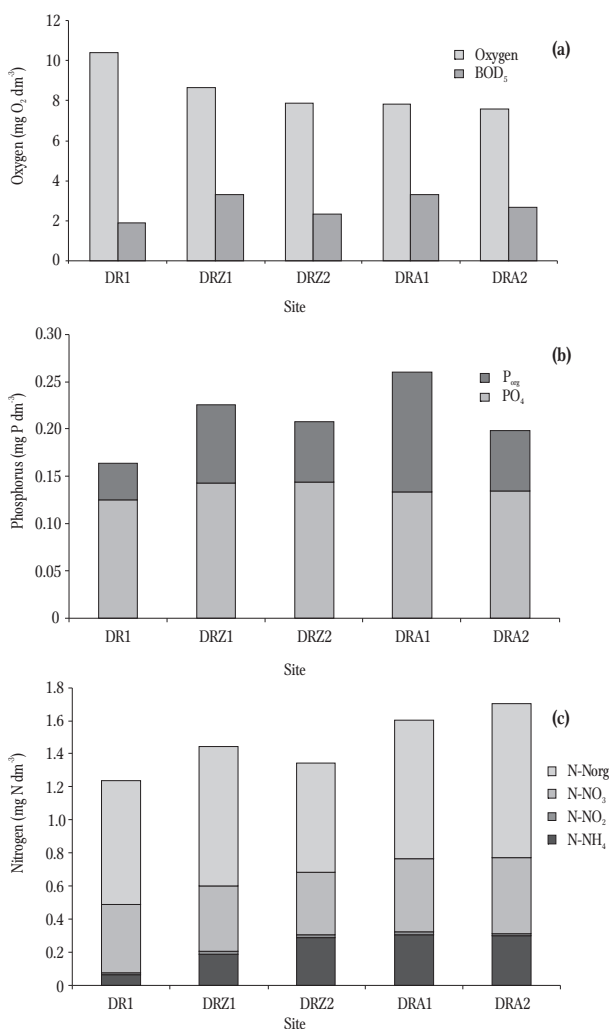 12
10
8
6
4
2
0
Oxygen (mg O₂ dm⁻³)
(a)
Oxygen
BOD₅
DR1 DRZ1 DRZ2 DRA1 DRA2
Site
0.30
0.25
0.20
0.15
0.10
0.05
0
Phosphorus (mg P dm⁻³)
(b)
Pₒᵣg
PO₄
DR1 DRZ1 DRZ2 DRA1 DRA2
Site
1.8
1.6
1.4
1.2
1.0
0.8
0.6
0.4
0.2
0
Nitrogen (mg N dm⁻³)
(c)
N-Norg
N-NO₃
N-NO₂
N-NH₄
DR1 DRZ1 DRZ2 DRA1 DRA2
Site